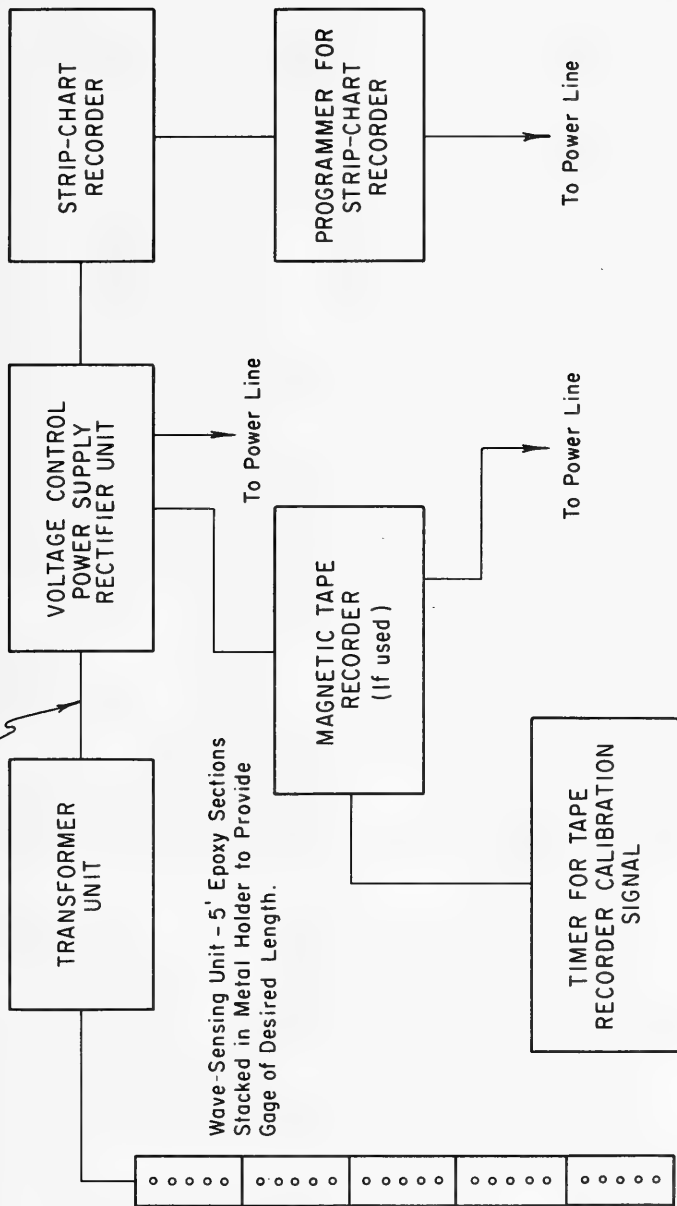 TRANSFORMER
UNIT
VOLTAGE CONTROL
POWER SUPPLY
RECTIFIER UNIT
STRIP-CHART
RECORDER
To Power Line
Wave-Sensing Unit - 5' Epoxy Sections
Stacked in Metal Holder to Provide
Gage of Desired Length.
MAGNETIC TAPE
RECORDER
(If used)
PROGRAMMER FOR
STRIP-CHART
RECORDER
To Power Line
To Power Line
TIMER FOR TAPE
RECORDER CALIBRATION
SIGNAL